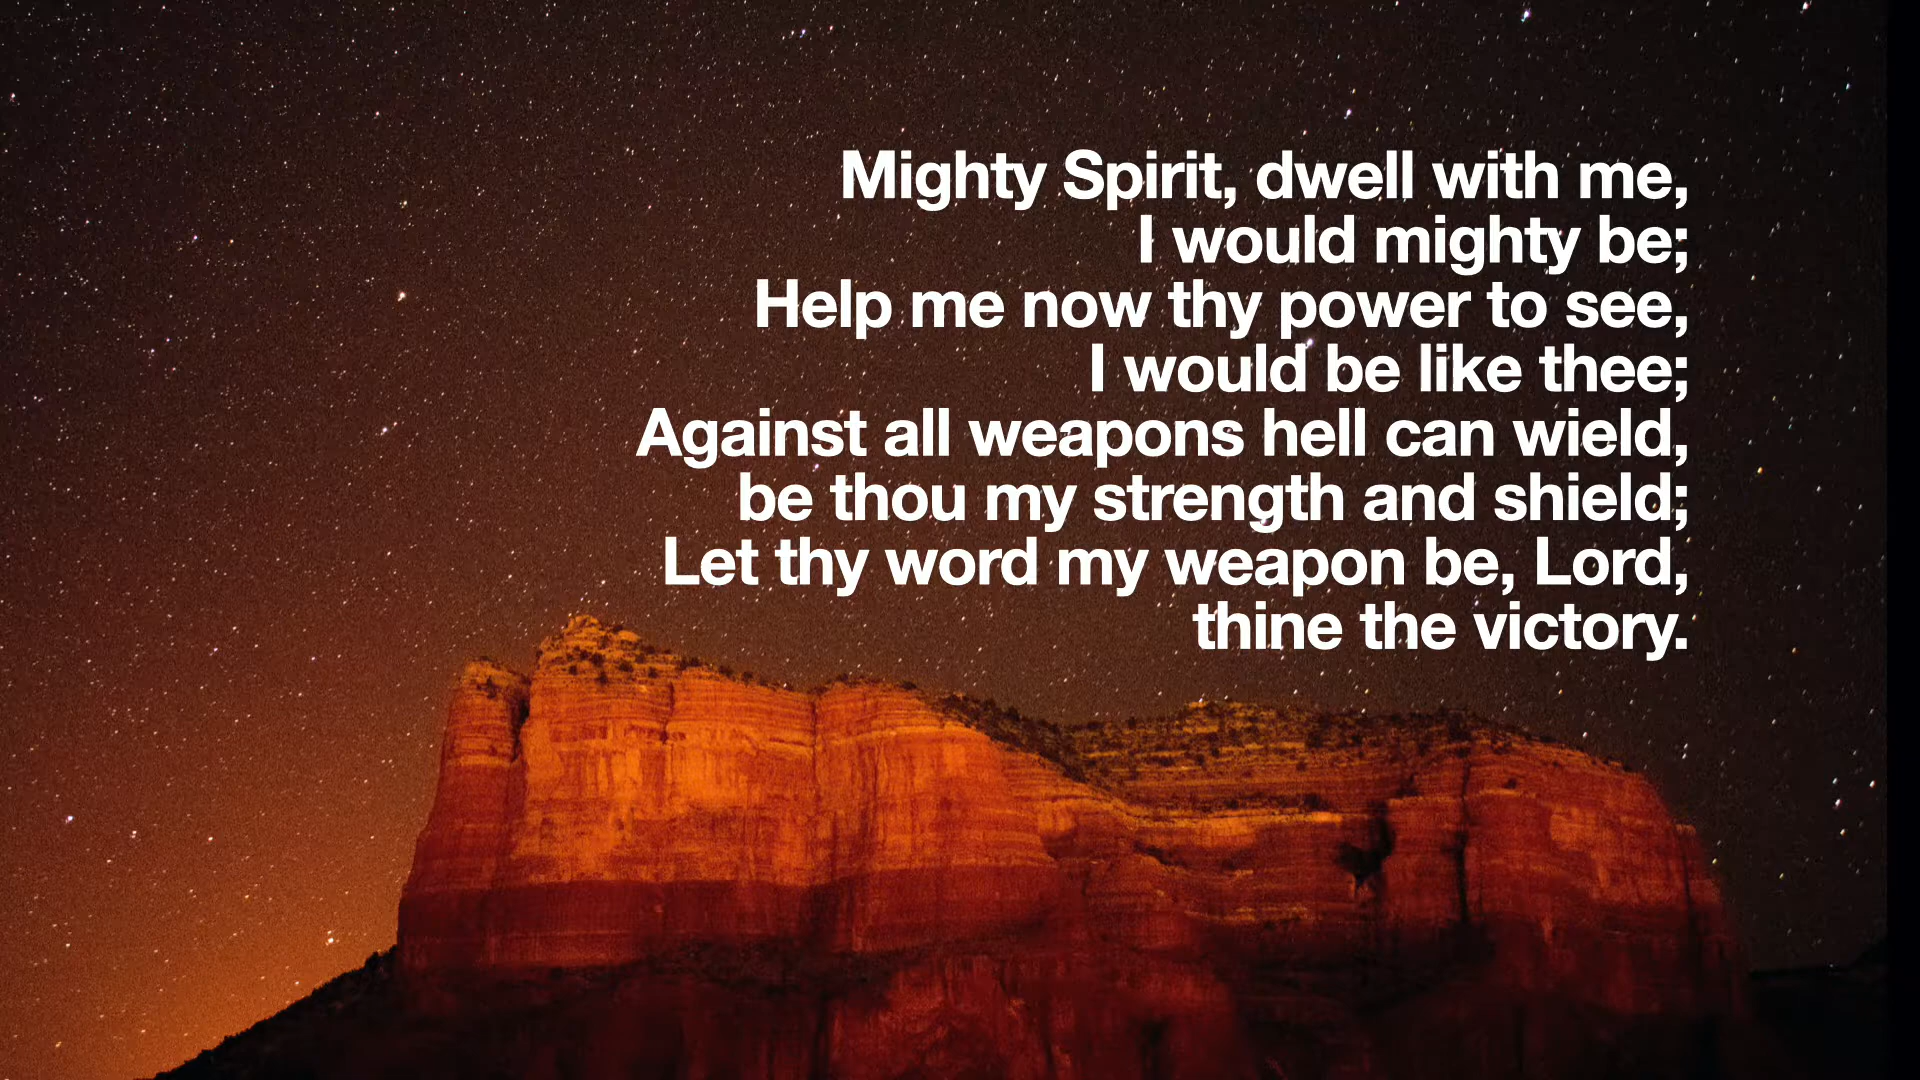 Mighty Spirit, dwell with me,
I would mighty be;
Help me now thy power to see,
I would be like thee;
Against all weapons hell can wield,
be thou my strength and shield;
Let thy word my weapon be, Lord,
thine the victory.